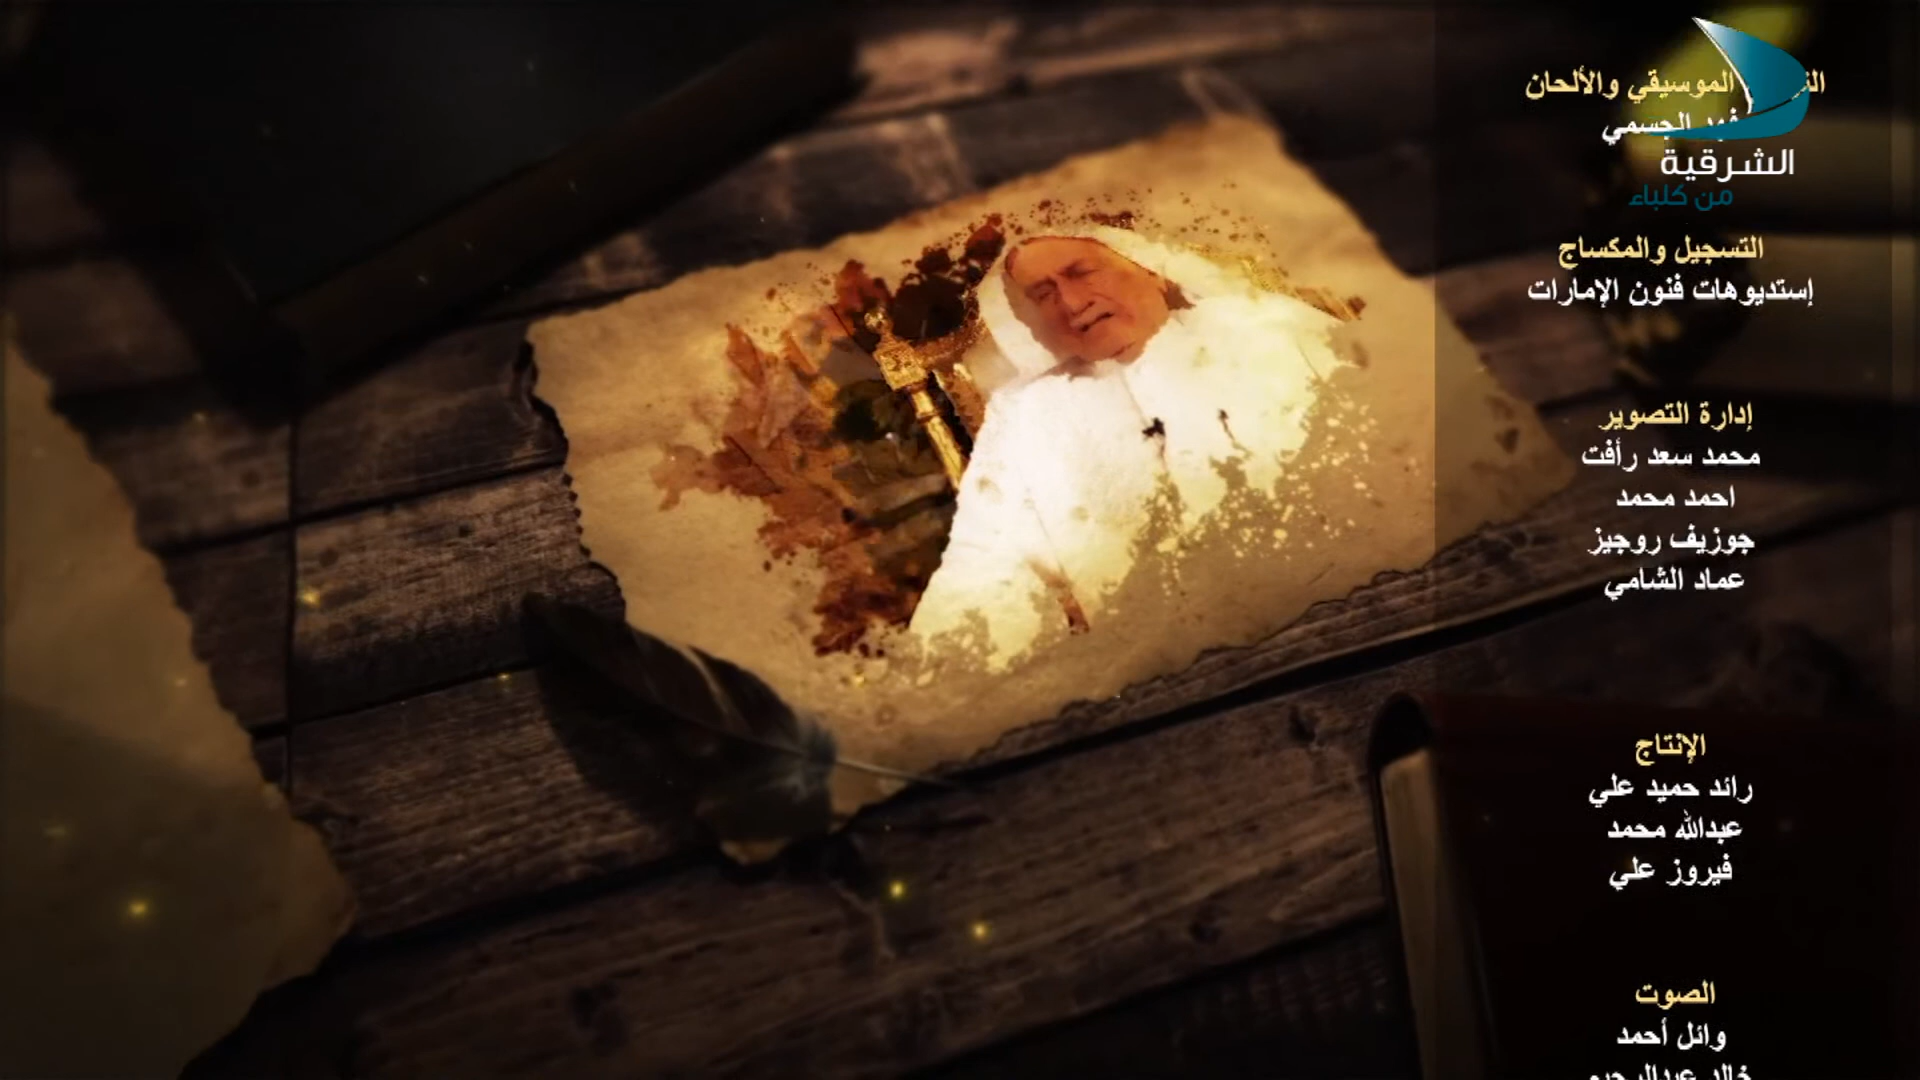 الموسيقي والألحان
الجسمي
الشرقية
من كلباء
التسجيل والمكساج
إستديوهات فنون الإمارات
إدارة التصوير
محمد سعد رأفت
احمد محمد
جوزيف روجيز
عماد الشامي
الإنتاج
رائد حميد علي
عبدالله محمد
فيروز علي
الصوت
وائل أحمد